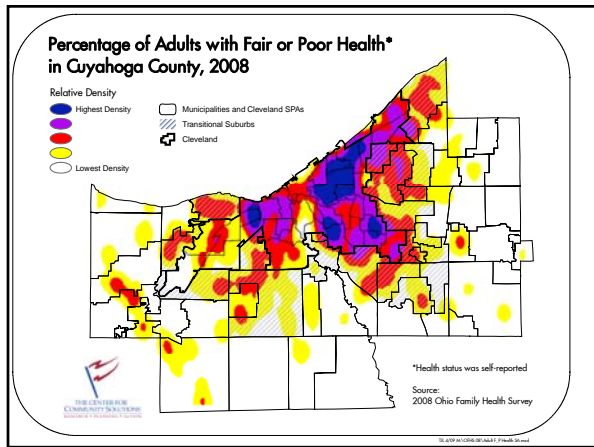 Percentage of Adults with Fair or Poor Health*
in Cuyahoga County, 2008
Relative Density
Highest Density
Lowest Density
Municipalities and Cleveland SPAs
Transitional Suburbs
Cleveland
*Health status was self-reported
Source:
2008 Ohio Family Health Survey
THE CENTER FOR
COMMUNITY SOLUTIONS